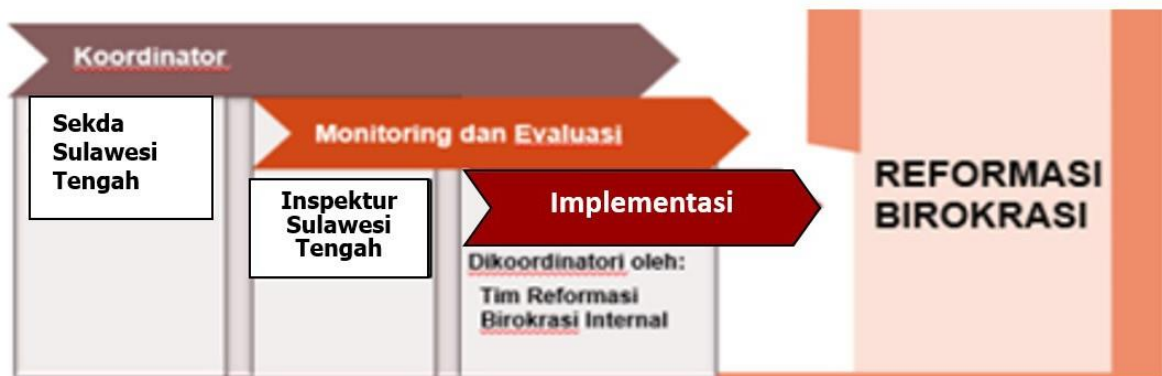 Koordinator
Sekda
Sulawesi
Tengah
Monitoring dan Evaluasi
Inspektur
Sulawesi
Tengah
Implementasi
Dikoordinatori oleh:
Tim Reformasi
Birokrasi Internal
REFORMASI
BIROKRASI